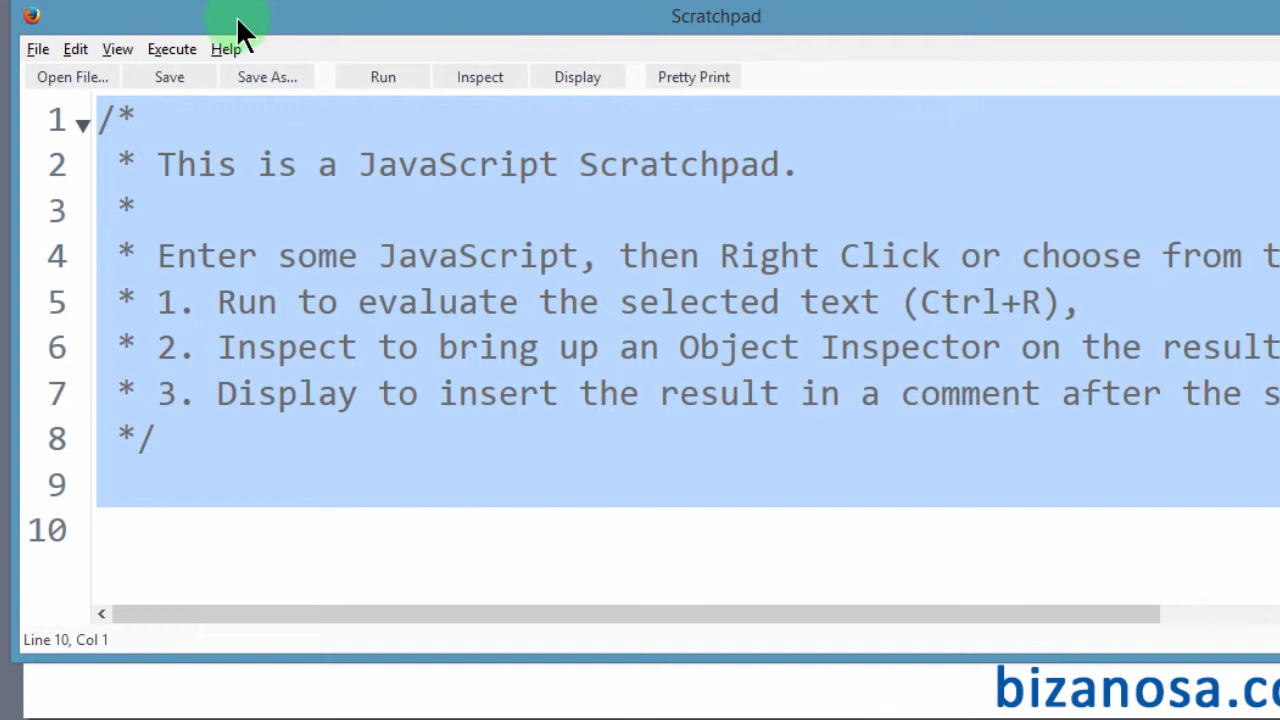 Scratchpad
File Edit View Execute Help
Open File... Save Save As... Run Inspect Display Pretty Print
1 /*
2 * This is a JavaScript Scratchpad.
3 *
4 * Enter some JavaScript, then Right Click or choose from t
5 * 1. Run to evaluate the selected text (Ctrl+R),
6 * 2. Inspect to bring up an Object Inspector on the result
7 * 3. Display to insert the result in a comment after the s
8 */
9
10
Line 10, Col 1
bizanosa.co